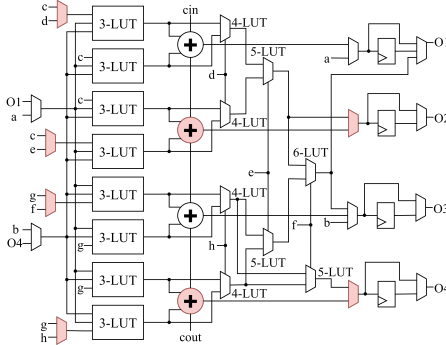 cin
c
d
3-LUT
4-LUT
5-LUT
O1
c
3-LUT
a
d
O1
a
c
3-LUT
4-LUT
O2
c
e
3-LUT
6-LUT
e
g
f
3-LUT
4-LUT
O3
b
O4
g
3-LUT
h
f
b
5-LUT
5-LUT
3-LUT
g
4-LUT
O4
g
h
3-LUT
cout